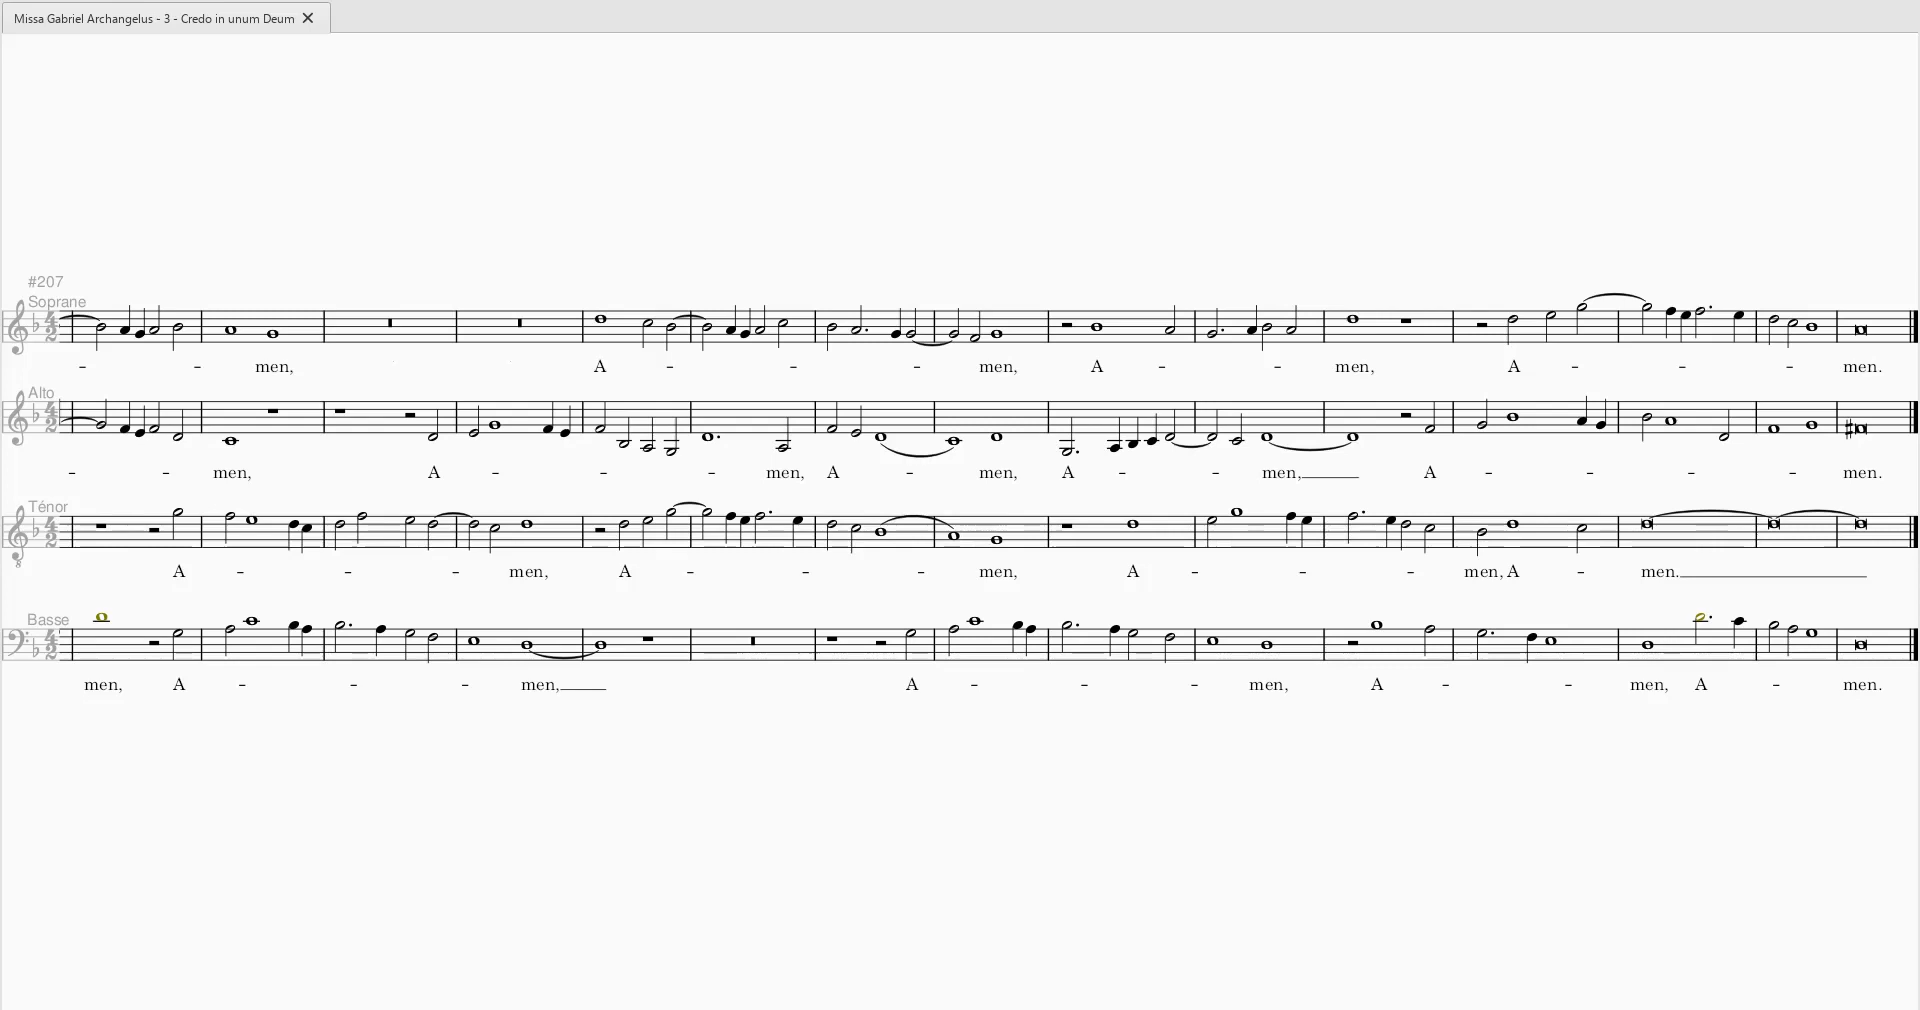 Missa Gabriel Archangelus - 3 - Credo in unum Deum
#207
Soprane
- - men, A - - - men, A - - men, A - - - men.
Alto
- - men, A - - - men, A - men, A - - men, A - - - - men.
Ténor
A - - - men, A - - - men, A - - - men, A - men.
Basse
men, A - - - men, A - - - men, A - - men, A - men.